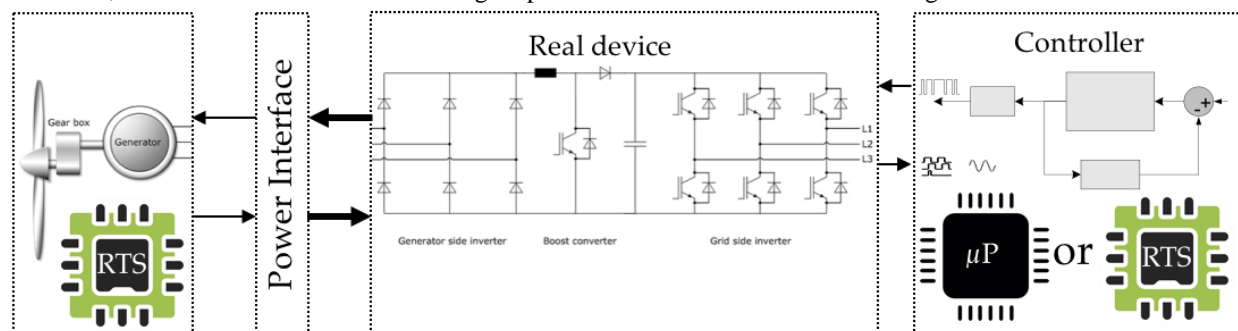 Real device
Controller
Gear box
Generator
Power Interface
L1
L2
L3
-
+
Generator side inverter
Boost converter
Grid side inverter
RTS
µP
or
RTS